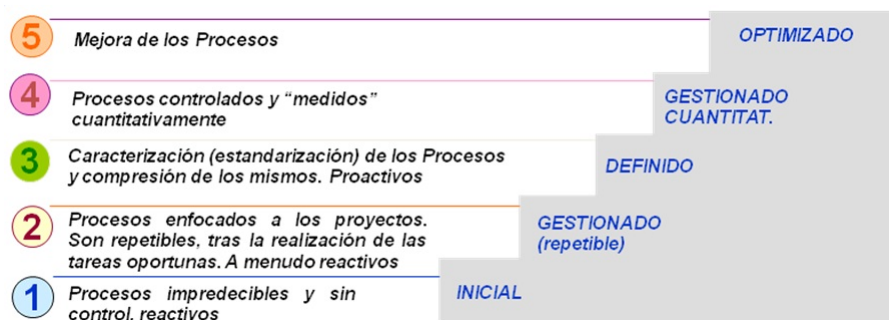 5
Mejora de los Procesos
OPTIMIZADO
4
Procesos controlados y “medidos”
cuantitativamente
GESTIONADO
CUANTITAT.
3
Caracterización (estandarización) de los Procesos
y compresión de los mismos. Proactivos
DEFINIDO
2
Procesos enfocados a los proyectos.
Son repetibles, tras la realización de las
tareas oportunas. A menudo reactivos
GESTIONADO
(repetible)
1
Procesos impredecibles y sin
control, reactivos
INICIAL